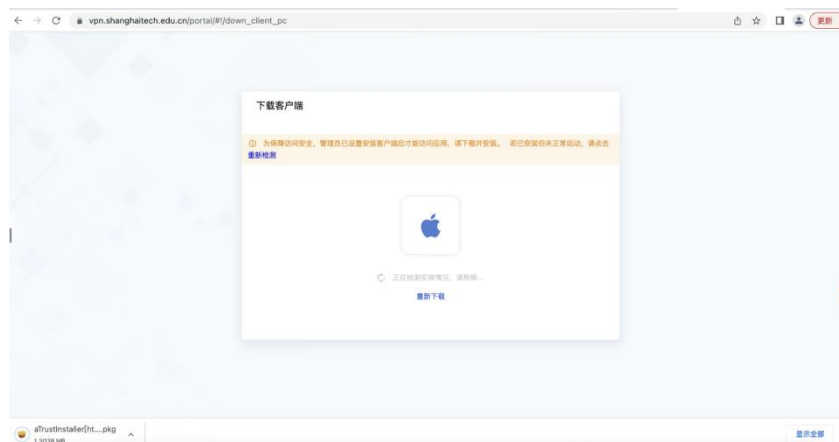 vpn.shanghaitech.edu.cn/portal/#!/down_client_pc
更新
下载客户端
为保障访问安全，管理员已设置安装客户端后才能访问应用，请下载并安装。 若已安装但未正常启动，请点击
重新检测
正在检测安装情况，请稍候...
重新下载
aTrustInstaller[ht....pkg
显示全部